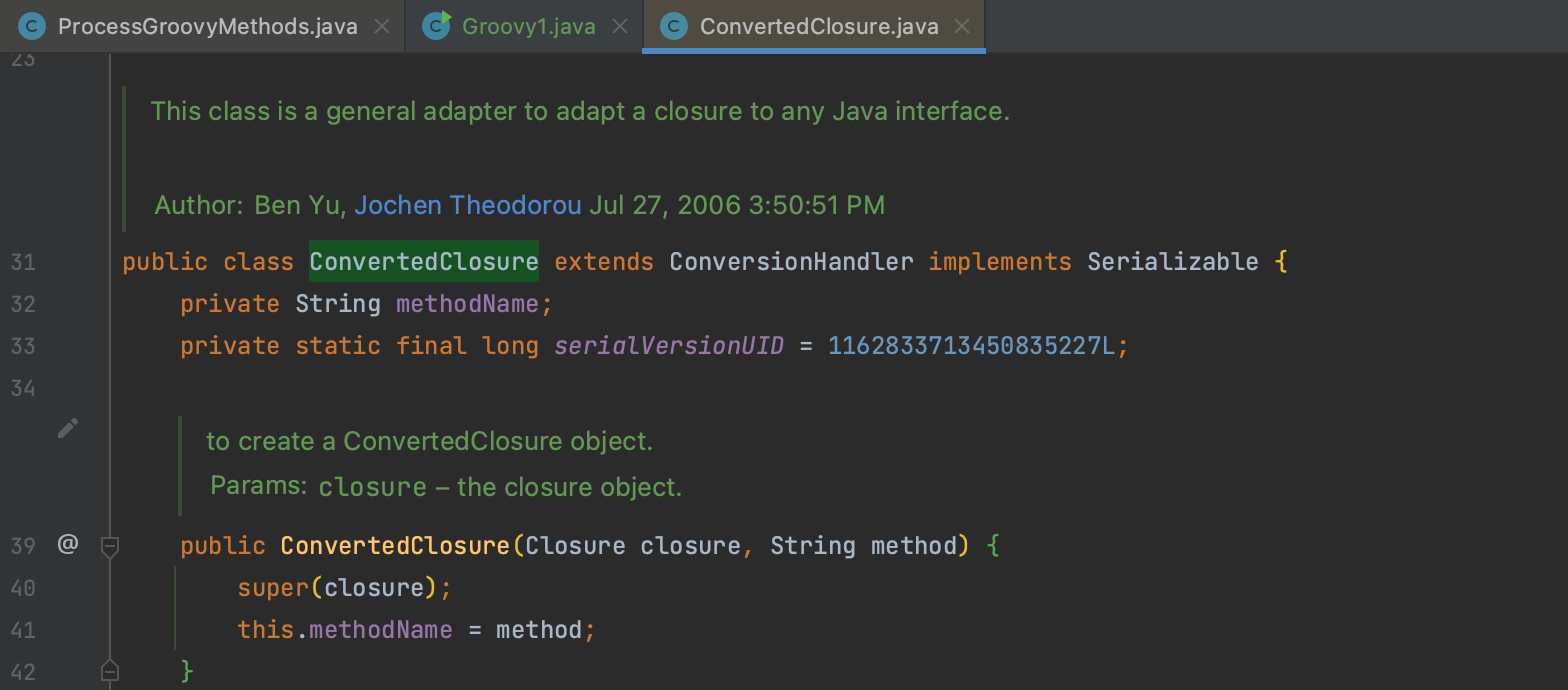 ProcessGroovyMethods.java Groovy1.java ConvertedClosure.java
23
This class is a general adapter to adapt a closure to any Java interface.
Author: Ben Yu, Jochen Theodorou Jul 27, 2006 3:50:51 PM
31 public class ConvertedClosure extends ConversionHandler implements Serializable {
32 private String methodName;
33 private static final long serialVersionUID = 1162833713450835227L;
34
to create a ConvertedClosure object.
Params: closure – the closure object.
39 @ public ConvertedClosure(Closure closure, String method) {
40 super(closure);
41 this.methodName = method;
42 }